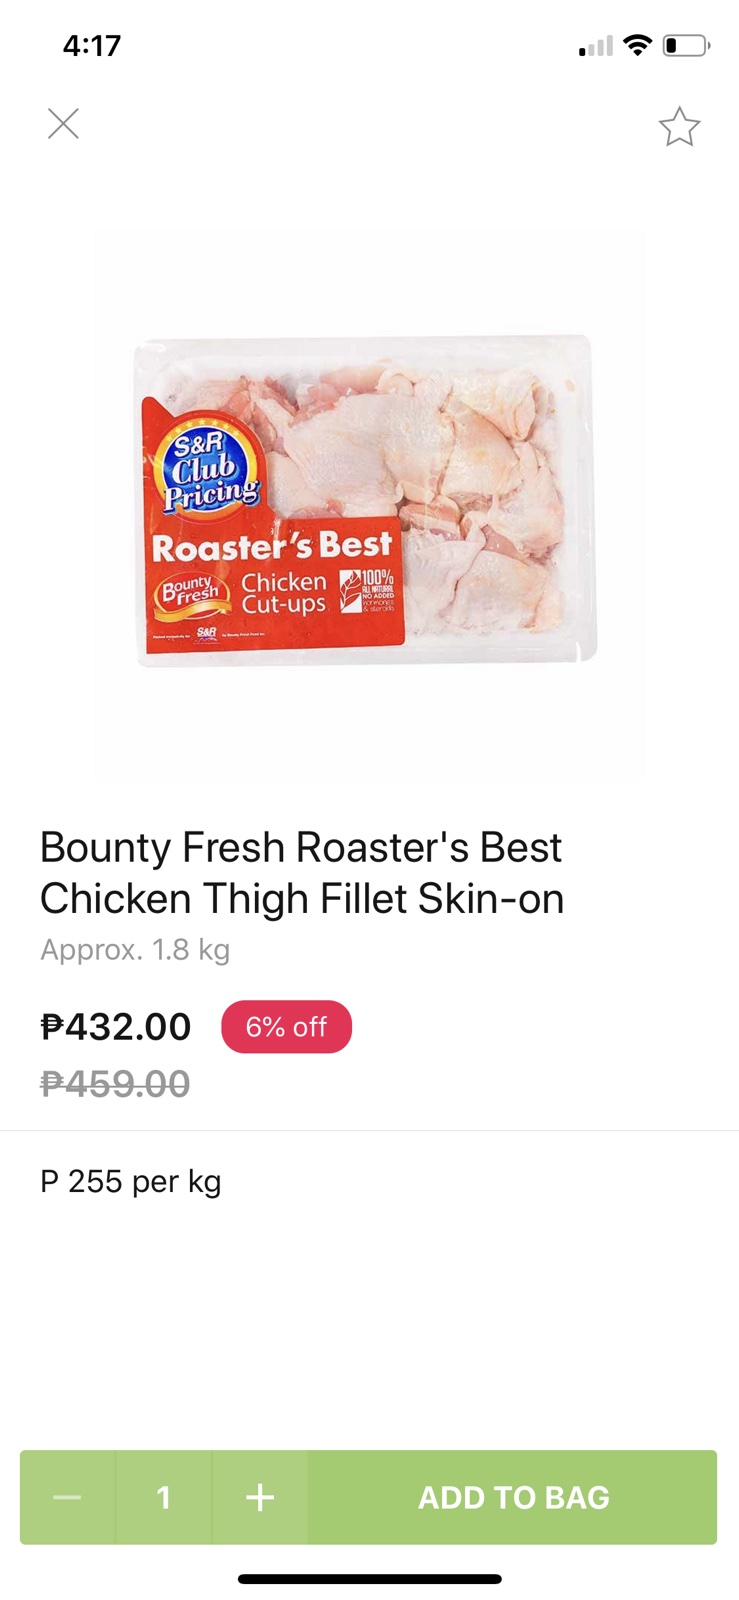 4:17
S&R
Club
Pricing
Roaster's Best
Bounty
Fresh
Chicken
Cut-ups
100%
ALL NATURAL
NO ADDED
hormones
& steroids
S&R
Bounty Fresh Roaster's Best
Chicken Thigh Fillet Skin-on
Approx. 1.8 kg
₱432.00
6% off
₱459.00
P 255 per kg
1
ADD TO BAG